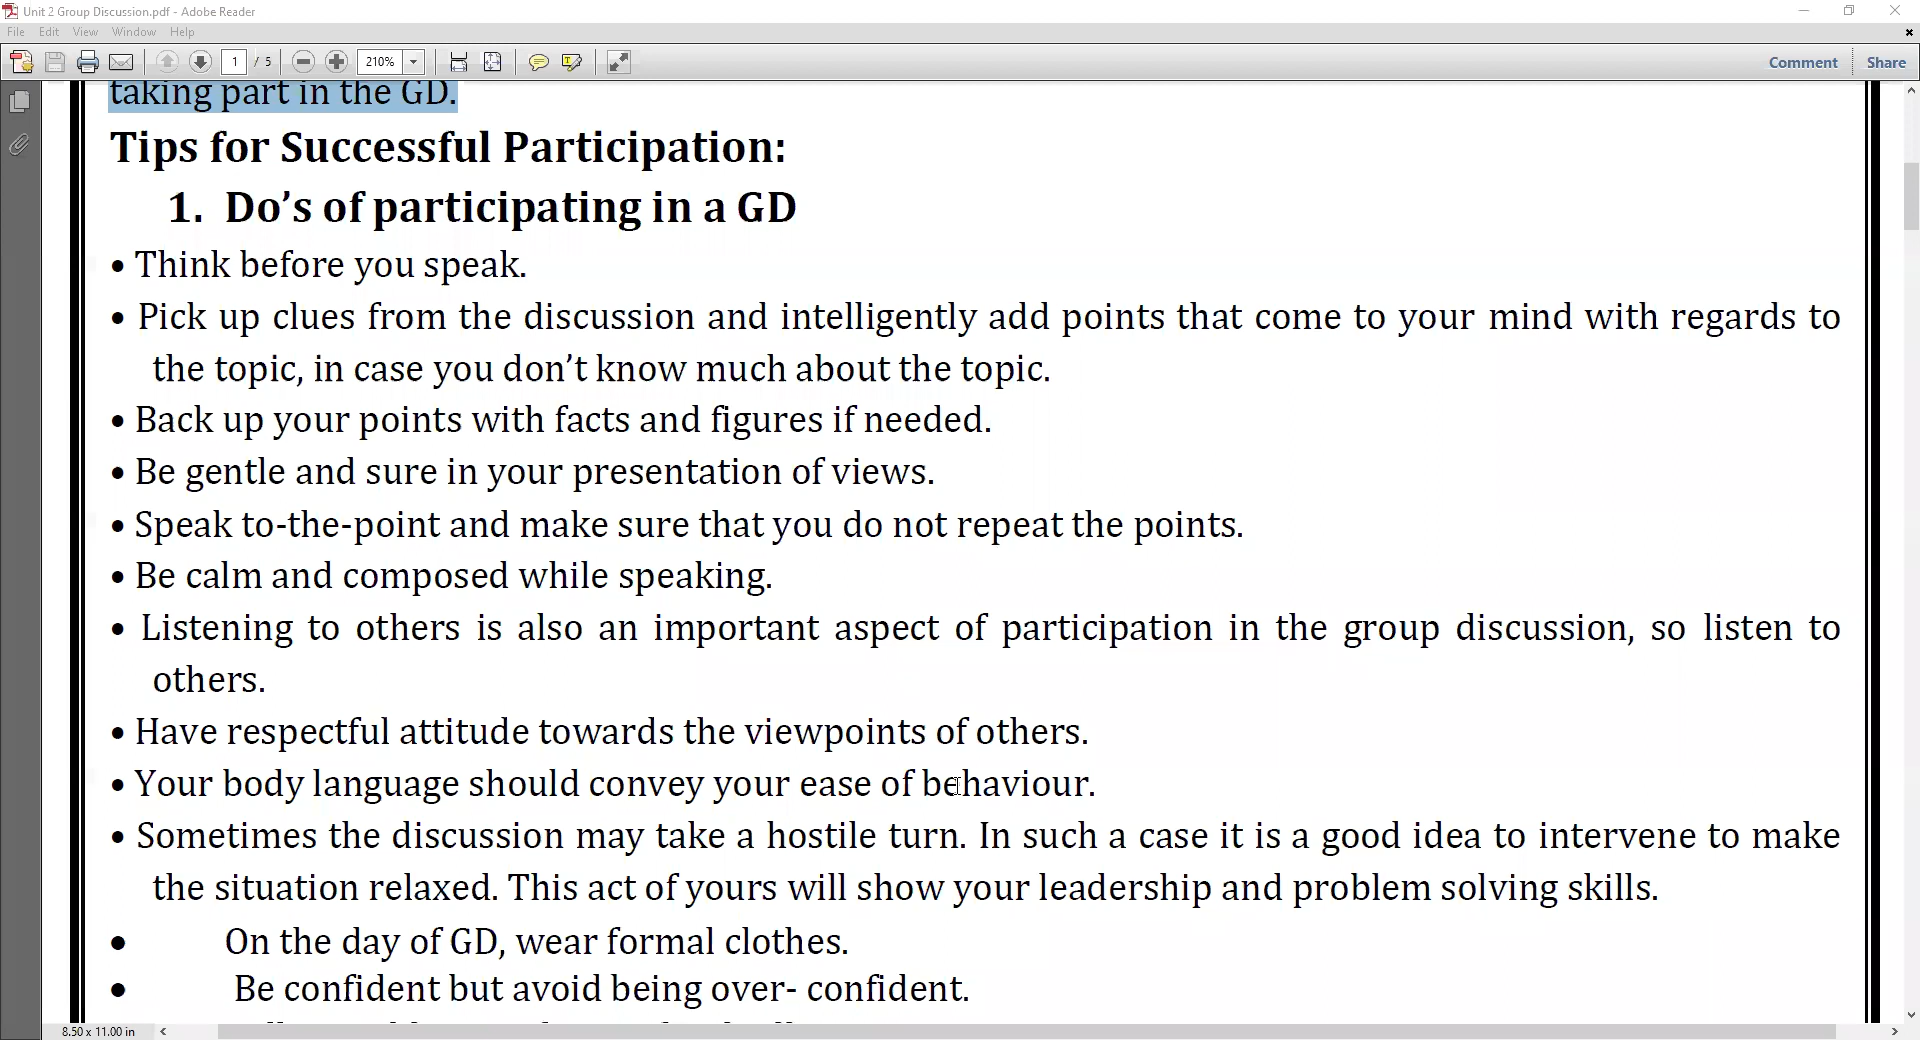 Unit 2 Group Discussion.pdf - Adobe Reader
File Edit View Window Help
1 / 5 210% Comment Share
taking part in the GD.
Tips for Successful Participation:
1. Do’s of participating in a GD
• Think before you speak.
• Pick up clues from the discussion and intelligently add points that come to your mind with regards to
the topic, in case you don’t know much about the topic.
• Back up your points with facts and figures if needed.
• Be gentle and sure in your presentation of views.
• Speak to-the-point and make sure that you do not repeat the points.
• Be calm and composed while speaking.
• Listening to others is also an important aspect of participation in the group discussion, so listen to
others.
• Have respectful attitude towards the viewpoints of others.
• Your body language should convey your ease of behaviour.
• Sometimes the discussion may take a hostile turn. In such a case it is a good idea to intervene to make
the situation relaxed. This act of yours will show your leadership and problem solving skills.
• On the day of GD, wear formal clothes.
• Be confident but avoid being over- confident.
8.50 x 11.00 in